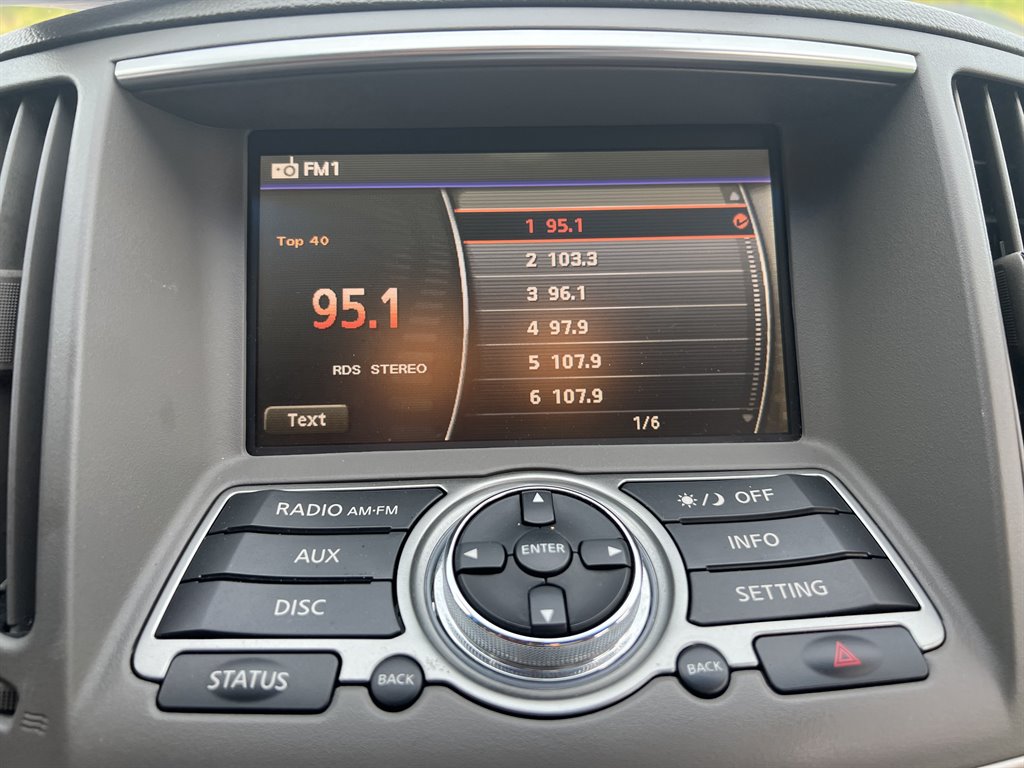 FM1
Top 40
95.1
RDS STEREO
Text
1 95.1
2 103.3
3 96.1
4 97.9
5 107.9
6 107.9
1/6
RADIO AM·FM
AUX
DISC
STATUS
BACK
ENTER
/ OFF
INFO
SETTING
BACK